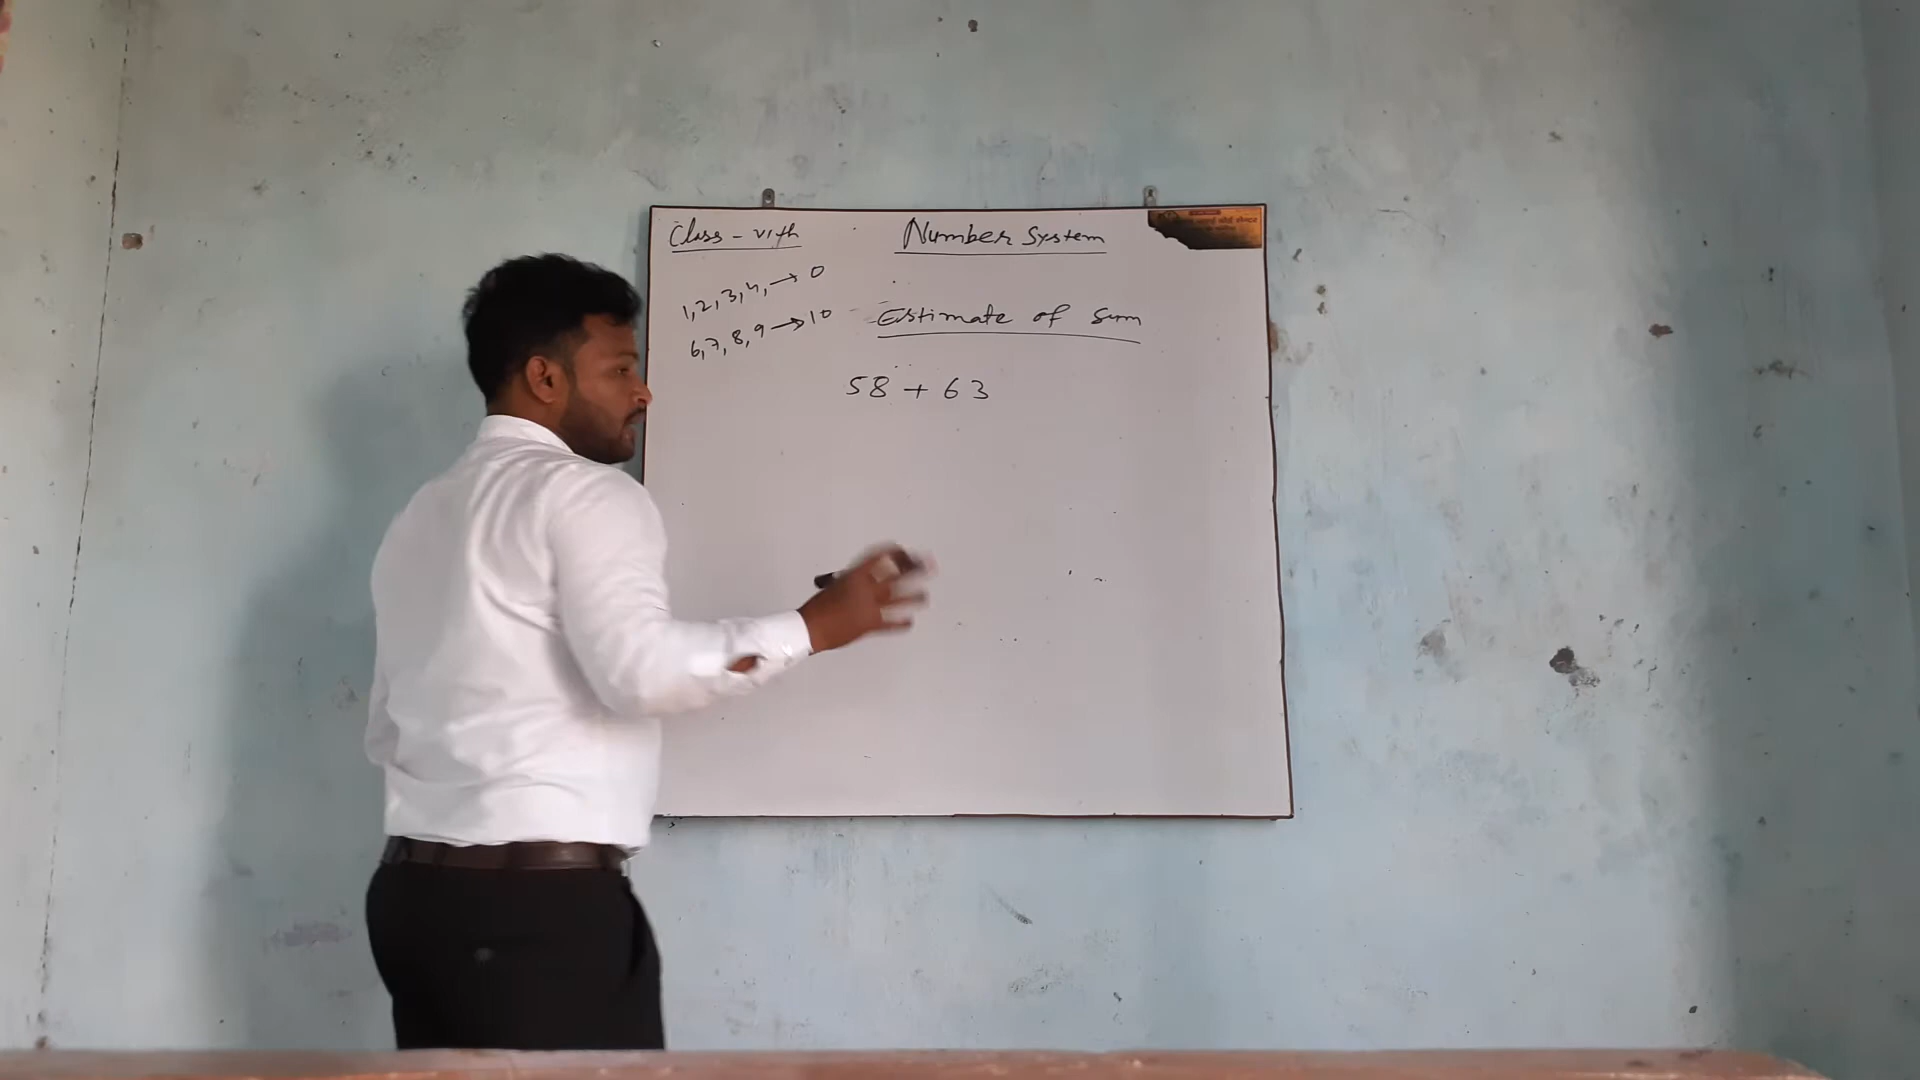 Class - VIth
Number System
1,2,3,4, → 0
6,7,8,9 → 10
Estimate of Sum
58 + 63